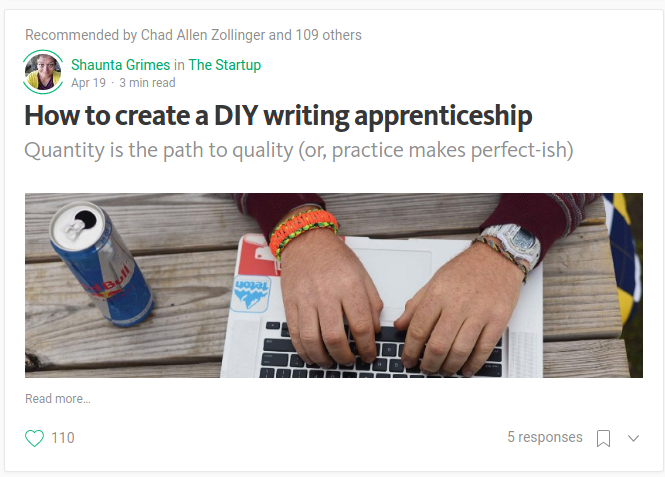 Recommended by Chad Allen Zollinger and 109 others
Shaunta Grimes in The Startup
Apr 19 · 3 min read
How to create a DIY writing apprenticeship
Quantity is the path to quality (or, practice makes perfect-ish)
Red Bull
Teton
Read more...
110
5 responses